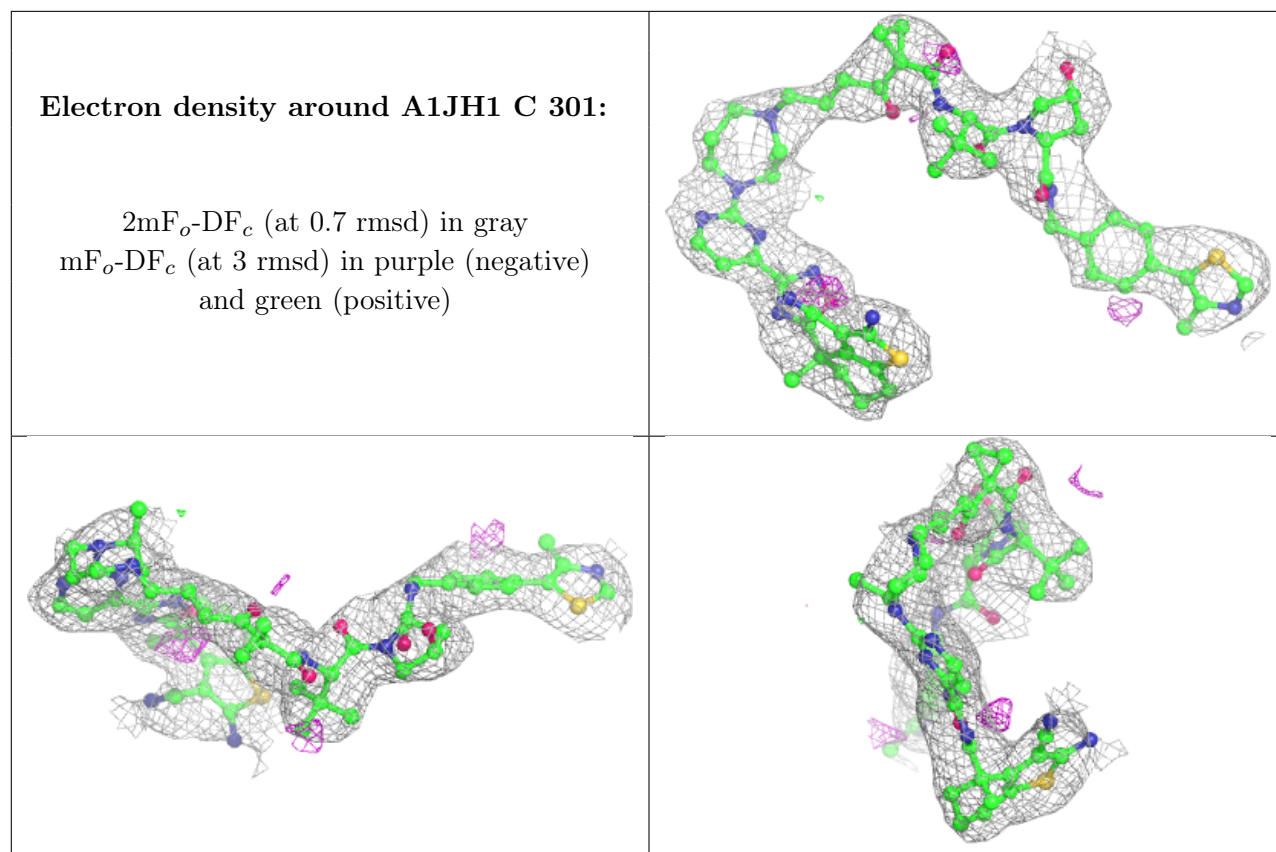 Electron density around A1JH1 C 301:
2mFo-DFc (at 0.7 rmsd) in gray
mFo-DFc (at 3 rmsd) in purple (negative)
and green (positive)